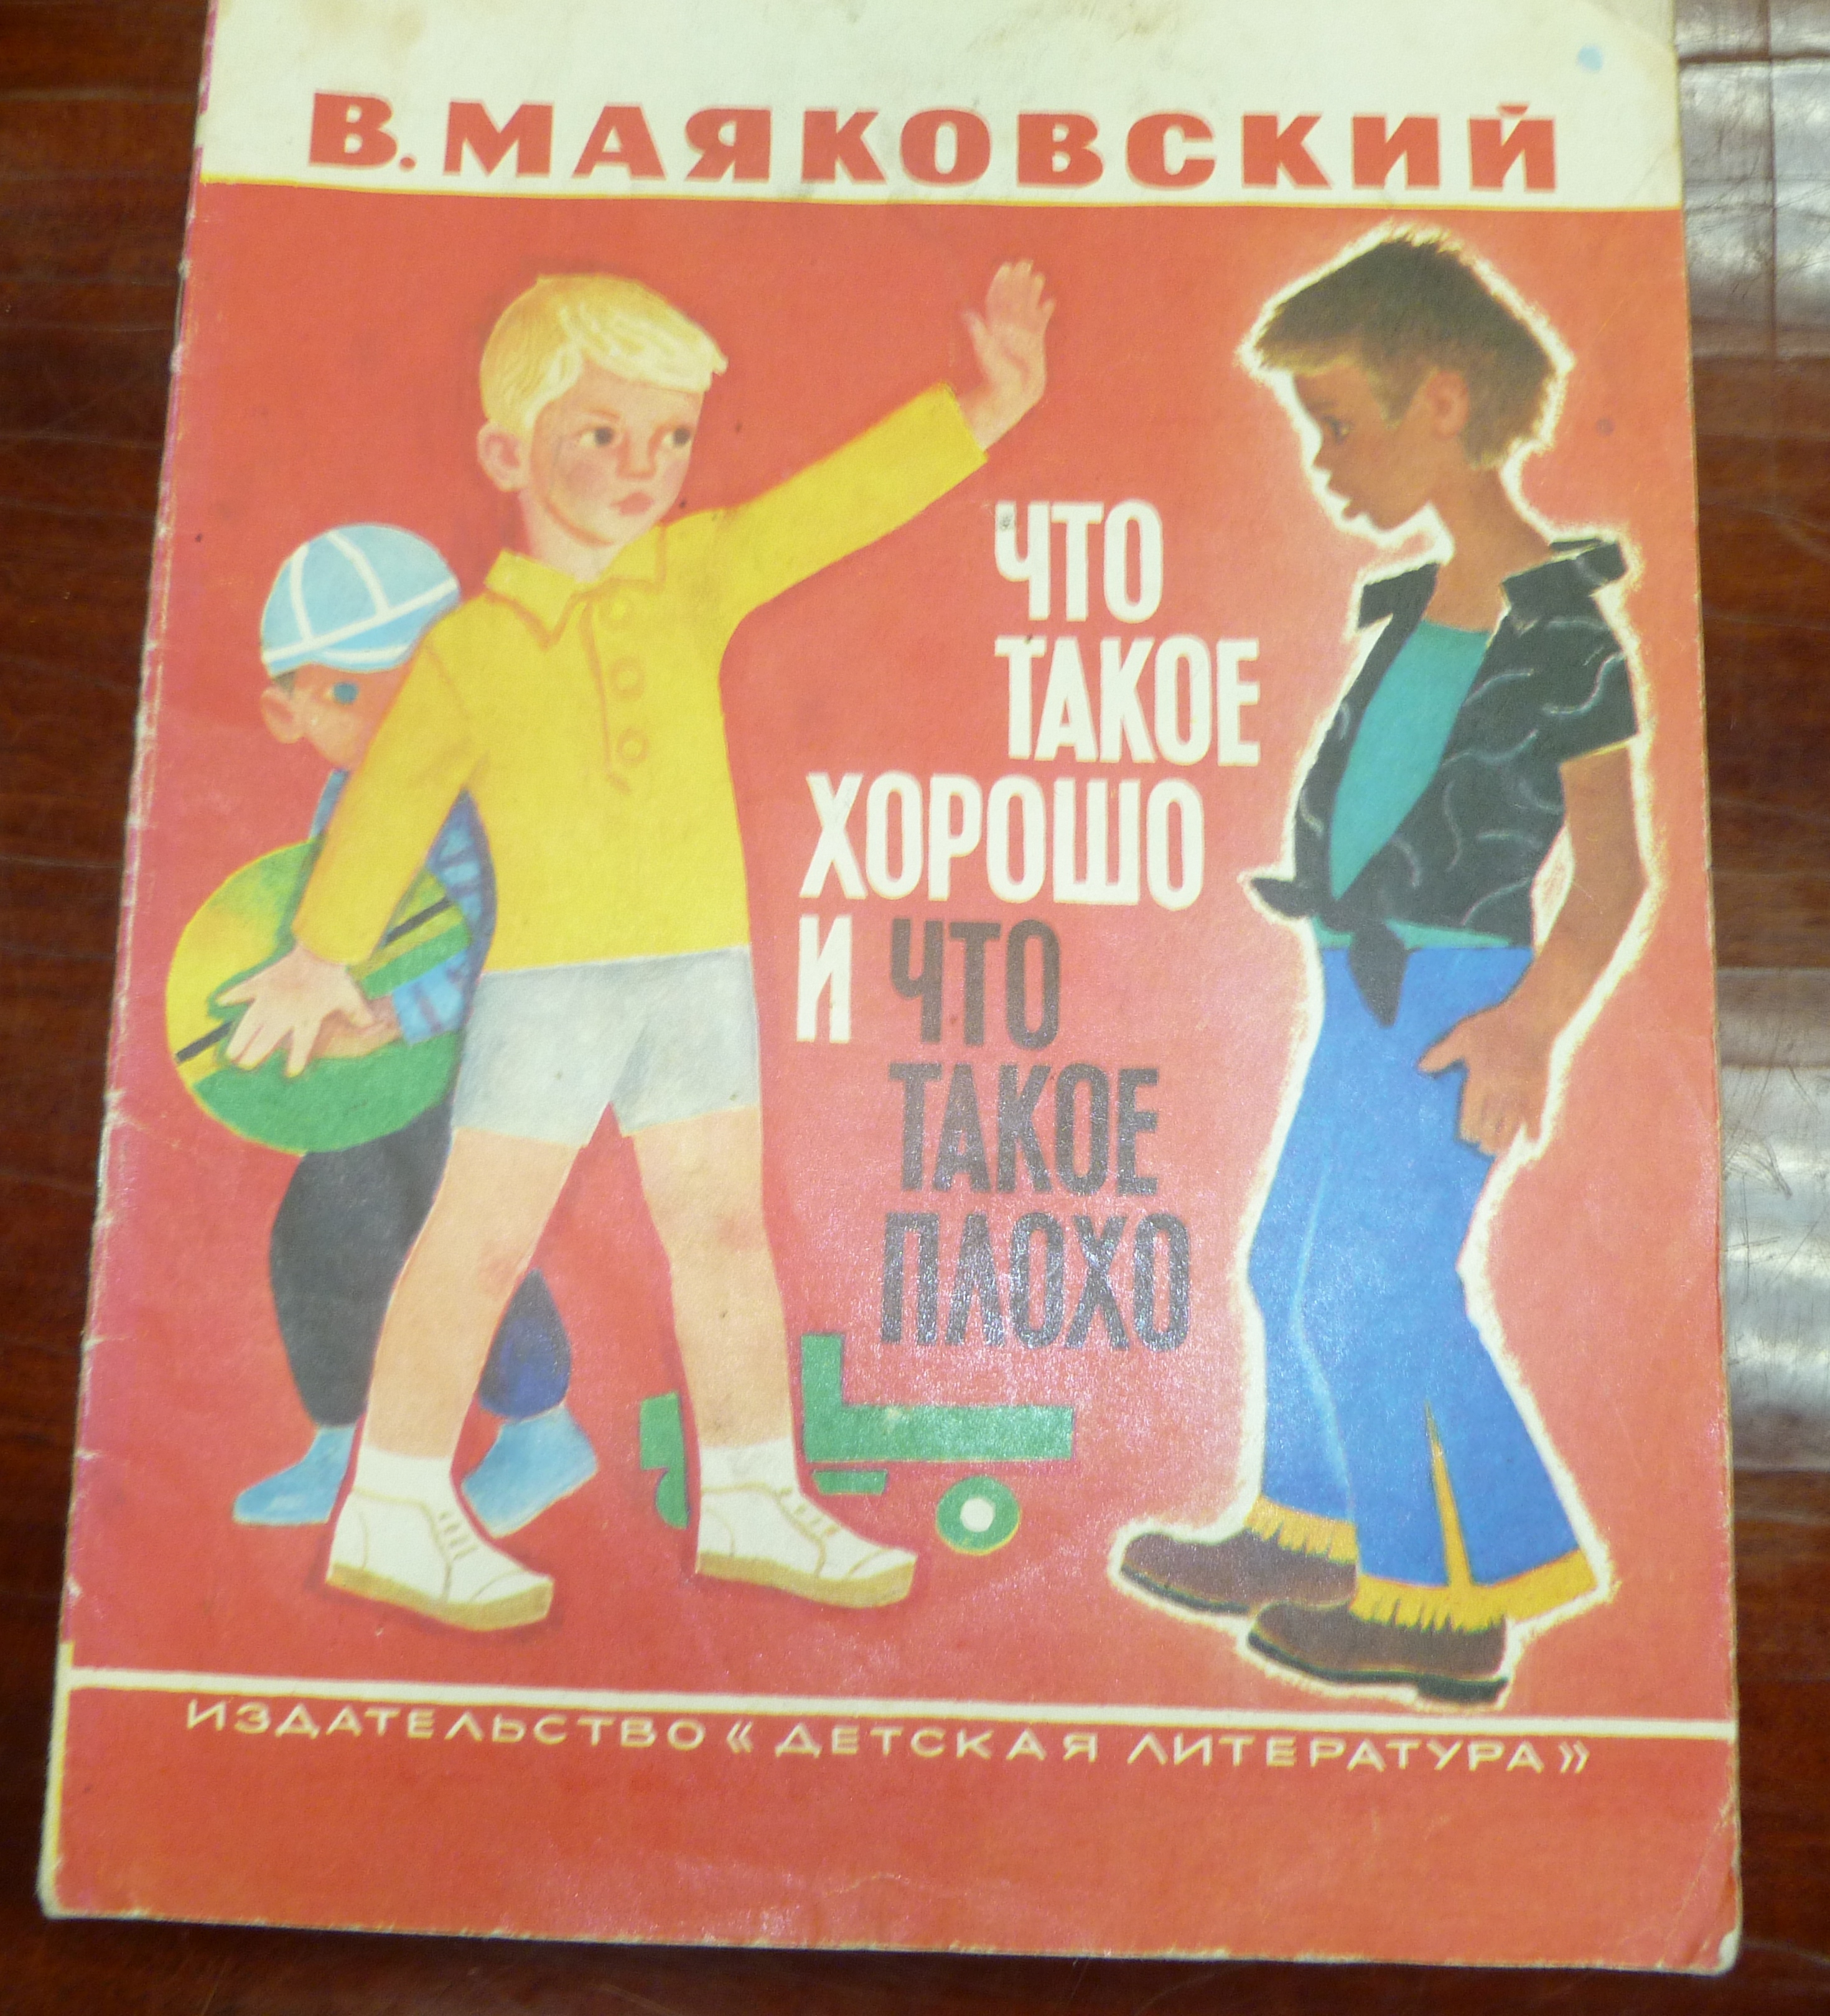 В. МАЯКОВСКИЙ
ЧТО
ТАКОЕ
ХОРОШО
И ЧТО
ТАКОЕ
ПЛОХО
ИЗДАТЕЛЬСТВО « ДЕТСКАЯ ЛИТЕРАТУРА»